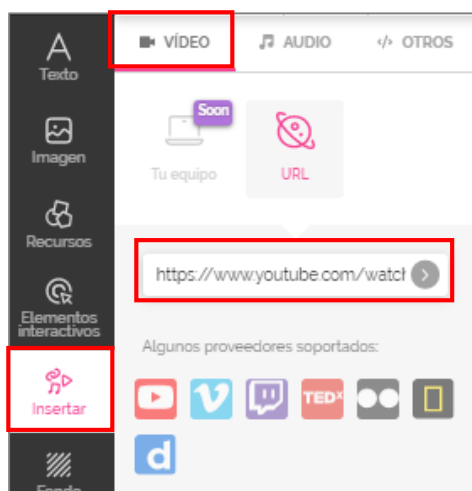 Texto
Imagen
Recursos
Elementos
interactivos
Insertar
Fondo
VÍDEO
AUDIO
</> OTROS
Soon
Tu equipo
URL
https://www.youtube.com/watch
Algunos proveedores soportados:
TEDx
d